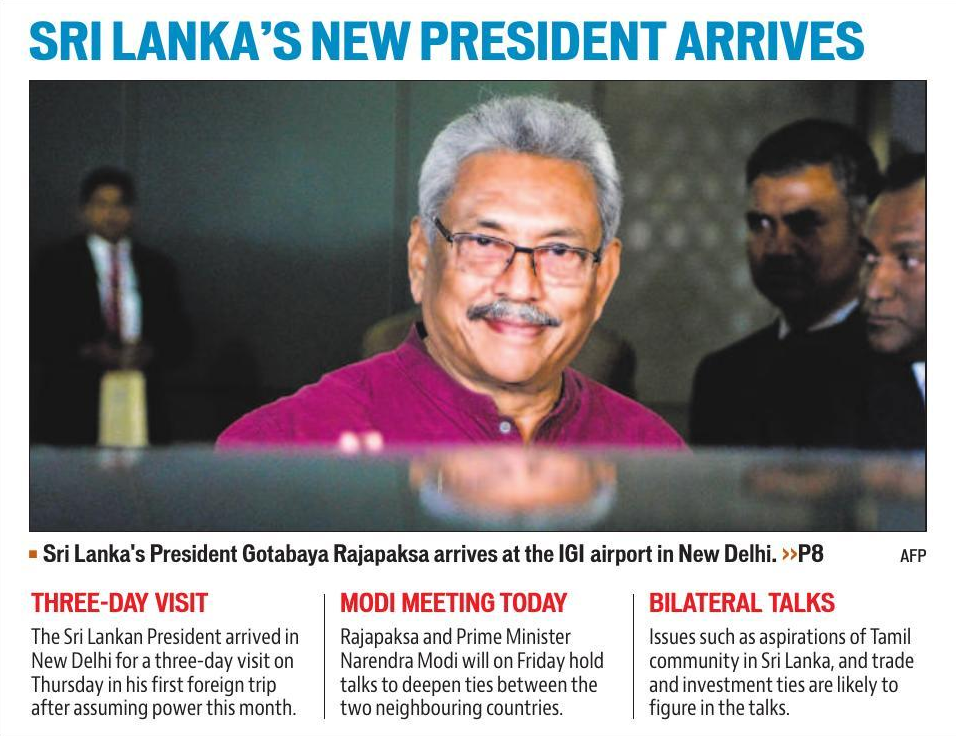 SRI LANKA'S NEW PRESIDENT ARRIVES
▪ Sri Lanka's President Gotabaya Rajapaksa arrives at the IGI airport in New Delhi. >>P8
AFP
THREE-DAY VISIT
The Sri Lankan President arrived in
New Delhi for a three-day visit on
Thursday in his first foreign trip
after assuming power this month.
MODI MEETING TODAY
Rajapaksa and Prime Minister
Narendra Modi will on Friday hold
talks to deepen ties between the
two neighbouring countries.
BILATERAL TALKS
Issues such as aspirations of Tamil
community in Sri Lanka, and trade
and investment ties are likely to
figure in the talks.